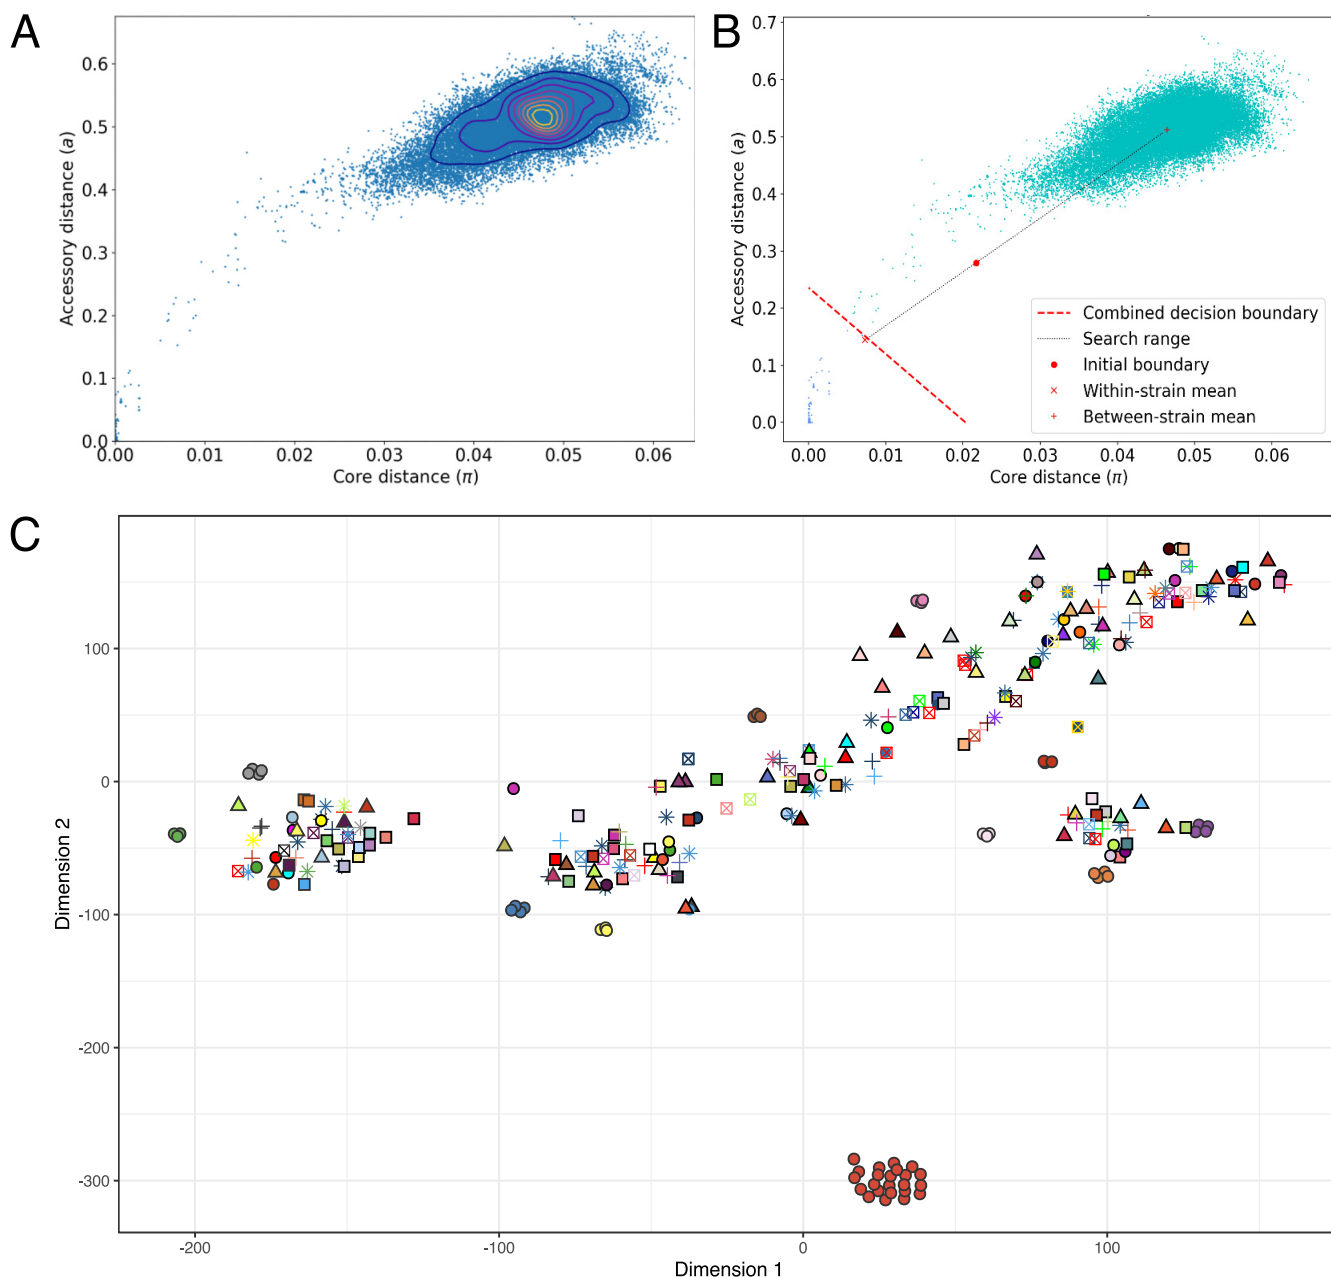 A
0.6
0.5
0.4
0.3
0.2
0.1
0.0
0.00 0.01 0.02 0.03 0.04 0.05 0.06
Accessory distance (a)
Core distance (π)
B
0.7
0.6
0.5
0.4
0.3
0.2
0.1
0.0
0.00 0.01 0.02 0.03 0.04 0.05 0.06
Accessory distance (a)
Core distance (π)
Combined decision boundary
Search range
Initial boundary
Within-strain mean
Between-strain mean
C
100
0
-100
-200
-300
-200 -100 0 100
Dimension 2
Dimension 1